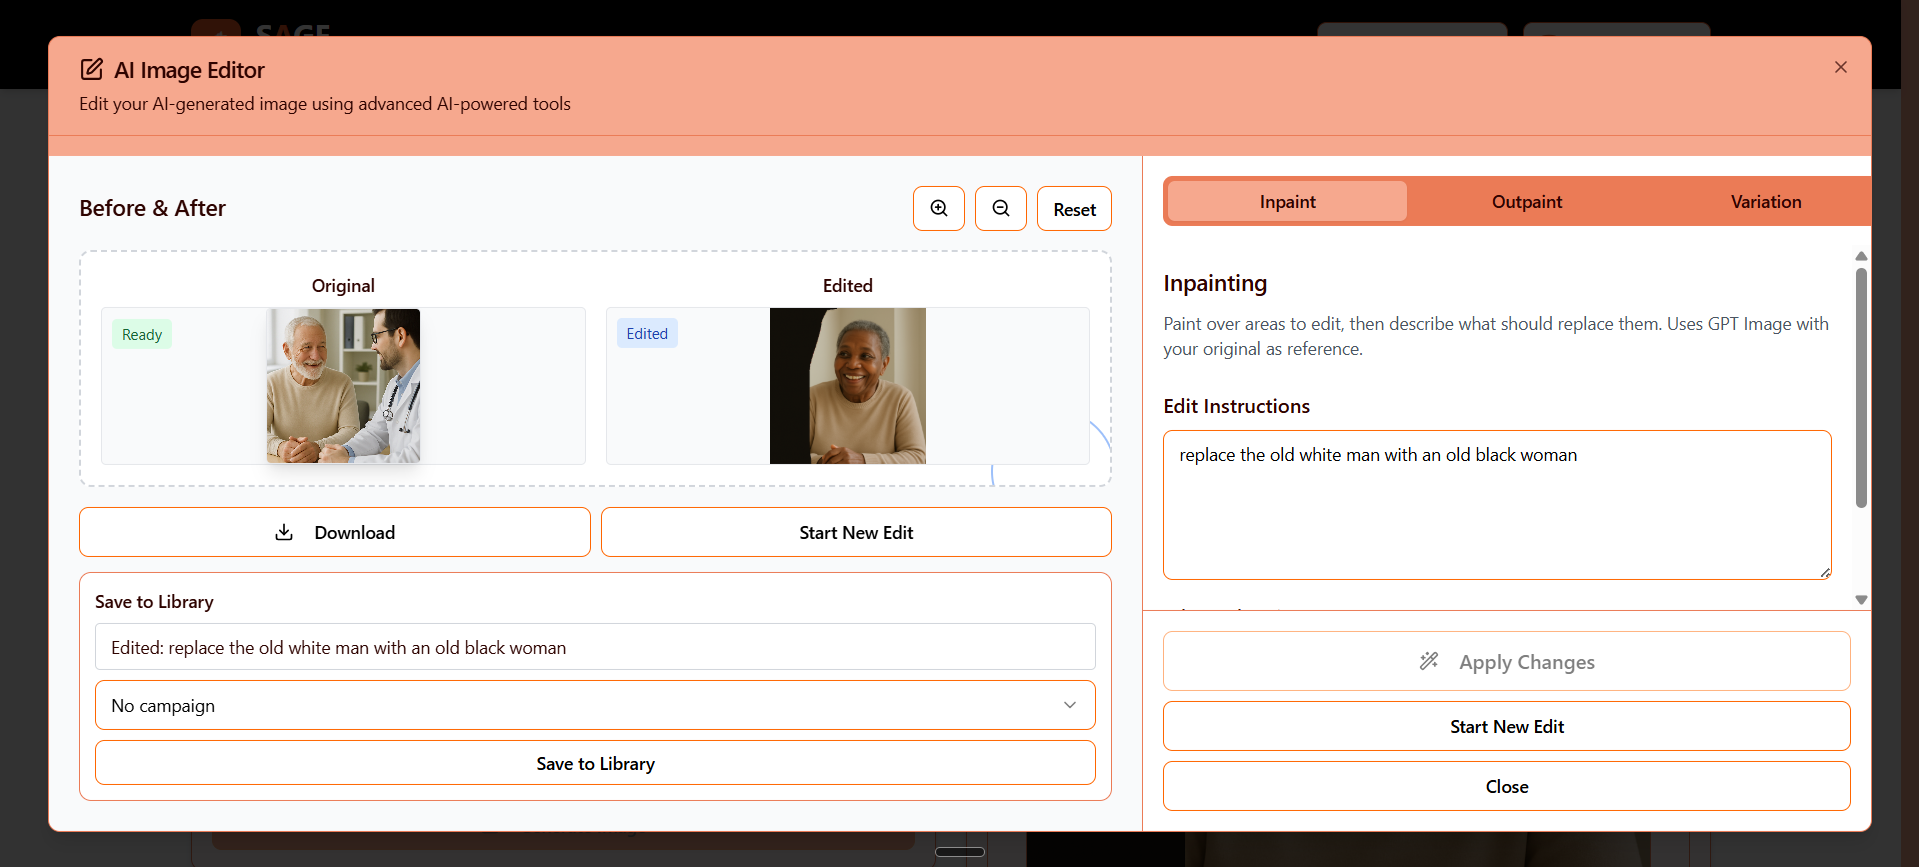 SAGE
AI Image Editor
Edit your AI-generated image using advanced AI-powered tools
Before & After
Reset
Original
Edited
Ready
Edited
Download
Start New Edit
Save to Library
Edited: replace the old white man with an old black woman
No campaign
Save to Library
Inpaint
Outpaint
Variation
Inpainting
Paint over areas to edit, then describe what should replace them. Uses GPT Image with
your original as reference.
Edit Instructions
replace the old white man with an old black woman
Apply Changes
Start New Edit
Close